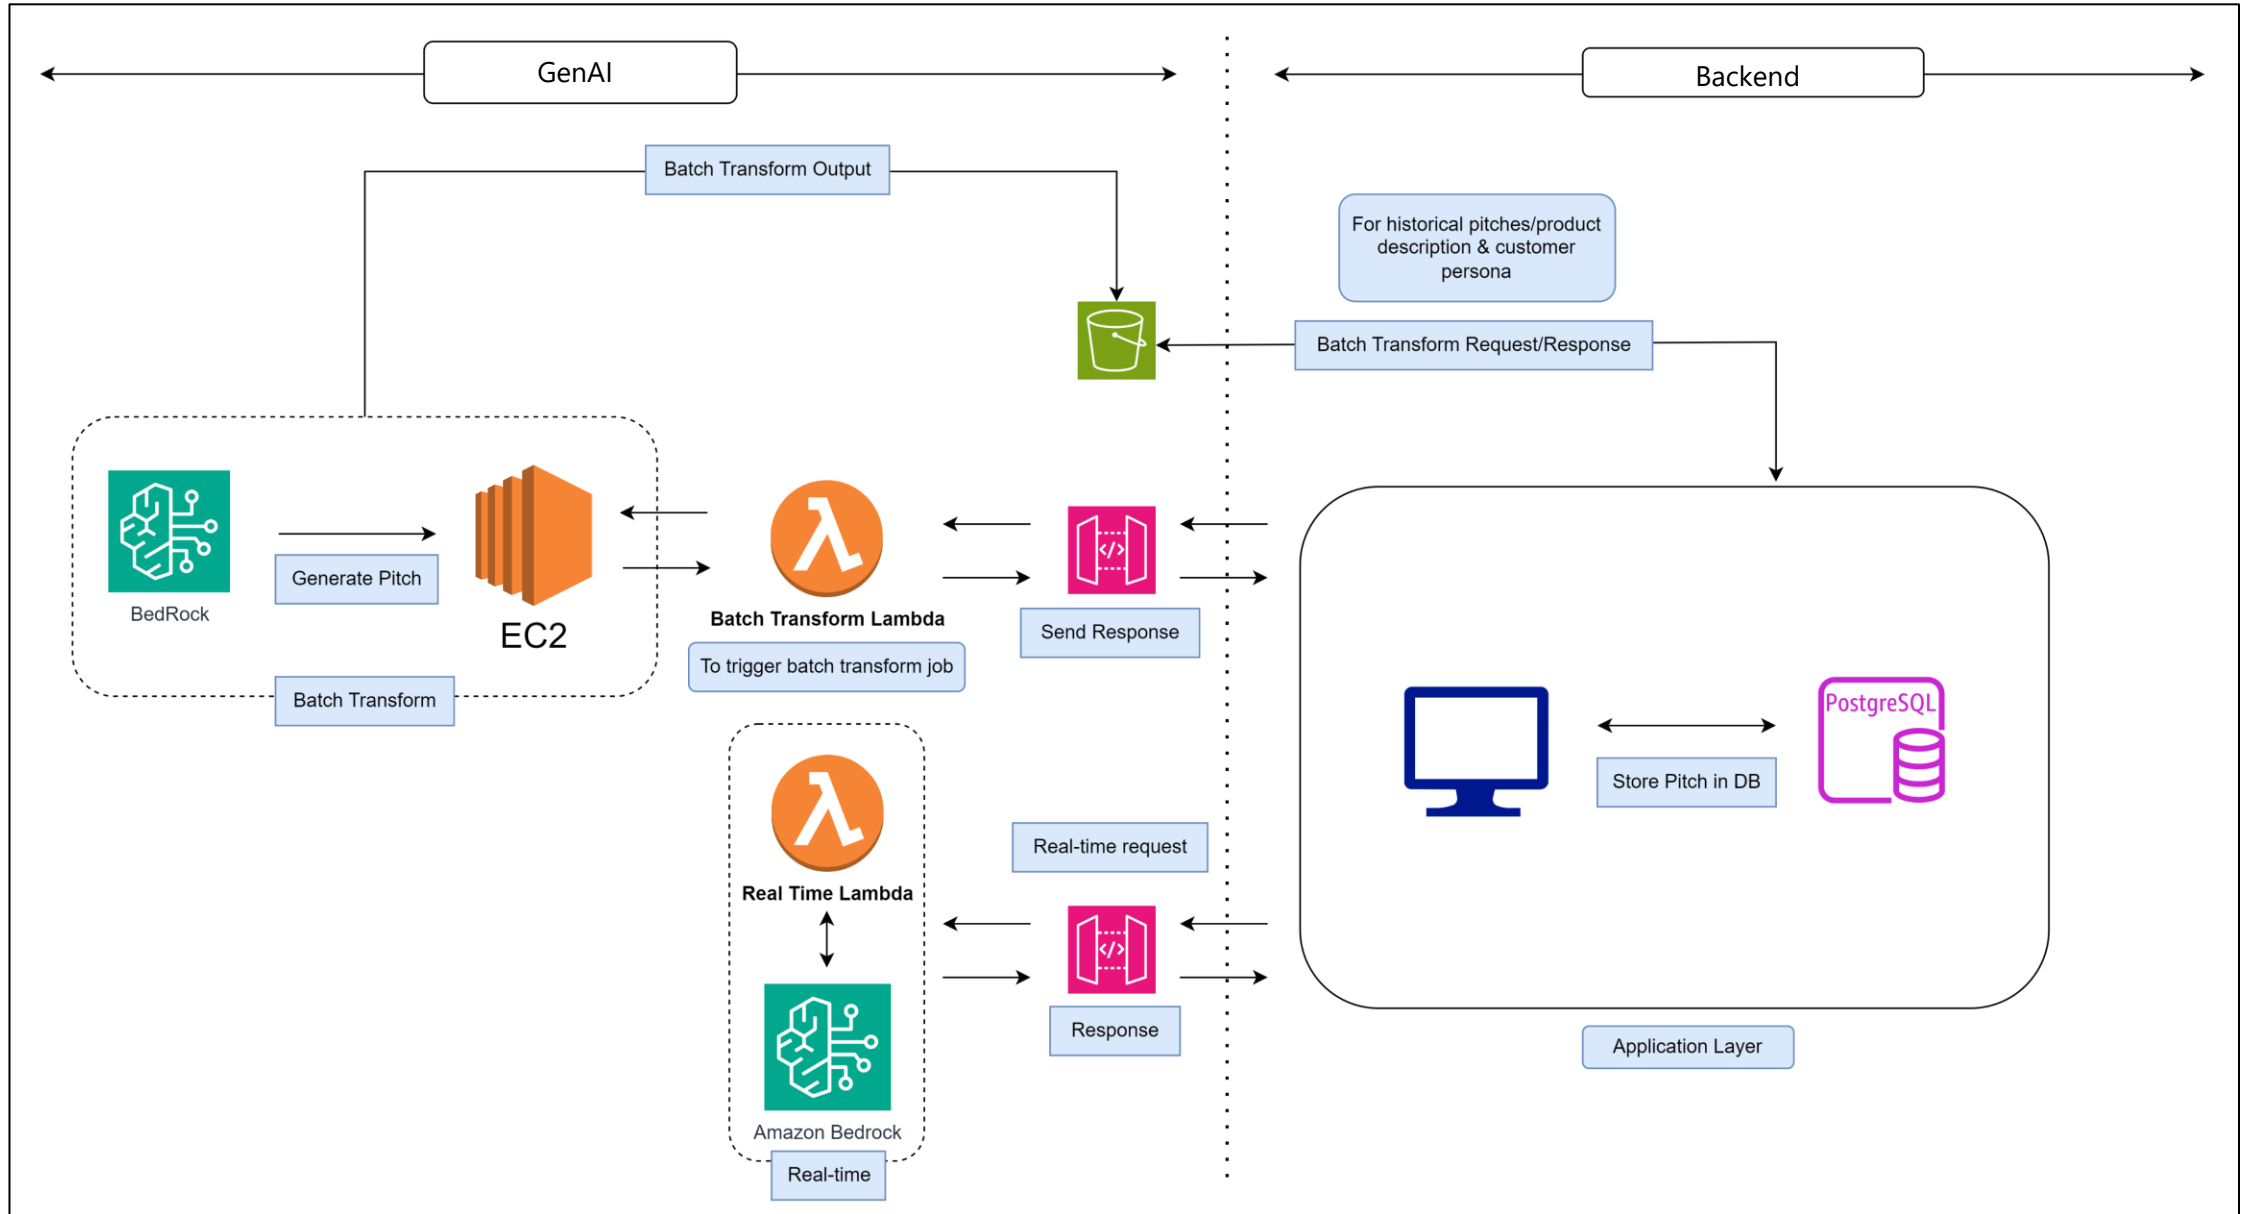 GenAI
Backend
Batch Transform Output
For historical pitches/product
description & customer
persona
Batch Transform Request/Response
BedRock
Generate Pitch
EC2
Batch Transform
Batch Transform Lambda
To trigger batch transform job
</>
Send Response
PostgreSQL
Store Pitch in DB
Real Time Lambda
Real-time request
</>
Response
Amazon Bedrock
Real-time
Application Layer